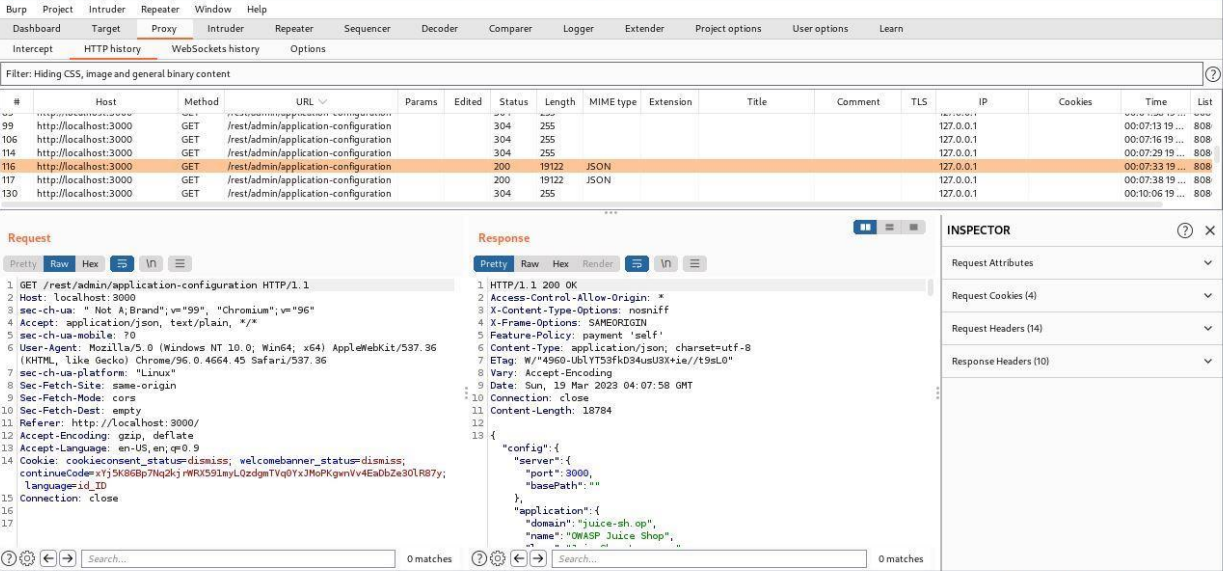 Burp Project Intruder Repeater Window Help
Dashboard Target Proxy Intruder Repeater Sequencer Decoder Comparer Logger Extender Project options User options Learn
Intercept HTTP history WebSockets history Options
Filter: Hiding CSS, image and general binary content
# Host Method URL Params Edited Status Length MIME type Extension Title Comment TLS IP Cookies Time List
99 http://localhost:3000 GET /rest/admin/application-configuration 304 255 127.0.0.1 00:07:13 19 ... 808
106 http://localhost:3000 GET /rest/admin/application-configuration 304 255 127.0.0.1 00:07:16 19 ... 808
114 http://localhost:3000 GET /rest/admin/application-configuration 304 255 127.0.0.1 00:07:29 19 ... 808
116 http://localhost:3000 GET /rest/admin/application-configuration 200 19122 JSON 127.0.0.1 00:07:33 19 ... 808
117 http://localhost:3000 GET /rest/admin/application-configuration 200 19122 JSON 127.0.0.1 00:07:38 19 ... 808
130 http://localhost:3000 GET /rest/admin/application-configuration 304 255 127.0.0.1 00:10:06 19 ... 808
Request
Pretty Raw Hex \n
1 GET /rest/admin/application-configuration HTTP/1.1
2 Host: localhost:3000
3 sec-ch-ua: " Not A;Brand";v="99", "Chromium";v="96"
4 Accept: application/json, text/plain, */*
5 sec-ch-ua-mobile: ?0
6 User-Agent: Mozilla/5.0 (Windows NT 10.0; Win64; x64) AppleWebKit/537.36
(KHTML, like Gecko) Chrome/96.0.4664.45 Safari/537.36
7 sec-ch-ua-platform: "Linux"
8 Sec-Fetch-Site: same-origin
9 Sec-Fetch-Mode: cors
10 Sec-Fetch-Dest: empty
11 Referer: http://localhost:3000/
12 Accept-Encoding: gzip, deflate
13 Accept-Language: en-US,en;q=0.9
14 Cookie: cookieconsent_status=dismiss; welcomebanner_status=dismiss;
language=id_ID
15 Connection: close
16
17
Search... 0 matches
Response
Pretty Raw Hex Render \n
1 HTTP/1.1 200 OK
2 Access-Control-Allow-Origin: *
3 X-Content-Type-Options: nosniff
4 X-Frame-Options: SAMEORIGIN
5 Feature-Policy: payment 'self'
6 Content-Type: application/json; charset=utf-8
7 ETag: W/"4960-UblYT53fkD34usU3X+ie//t9sL0"
8 Vary: Accept-Encoding
9 Date: Sun, 19 Mar 2023 04:07:58 GMT
10 Connection: close
11 Content-Length: 18784
12
13 {
"config":{
"server":{
"port":3000,
"basePath":""
},
"application":{
"domain":"juice-sh.op",
"name":"OWASP Juice Shop",
Search... 0 matches
INSPECTOR
Request Attributes
Request Cookies (4)
Request Headers (14)
Response Headers (10)